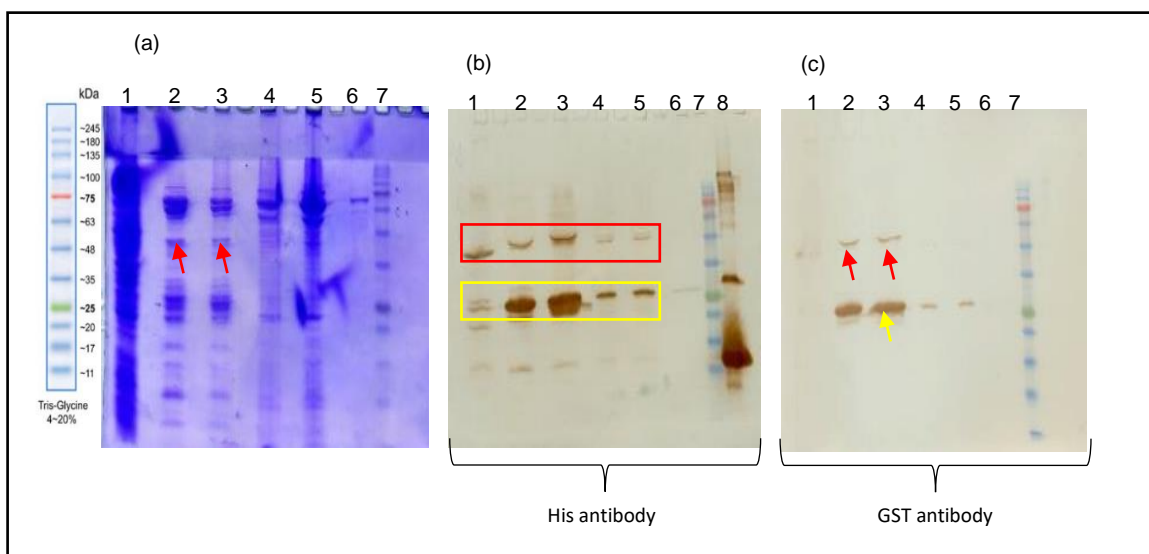 (a)
(b)
(c)
kDa
1 2 3 4 5 6 7
1 2 3 4 5 6 7 8
1 2 3 4 5 6 7
~245
~180
~135
~100
~75
~63
~48
~35
~25
~17
~11
Tris-Glycine
4~20%
His antibody
GST antibody